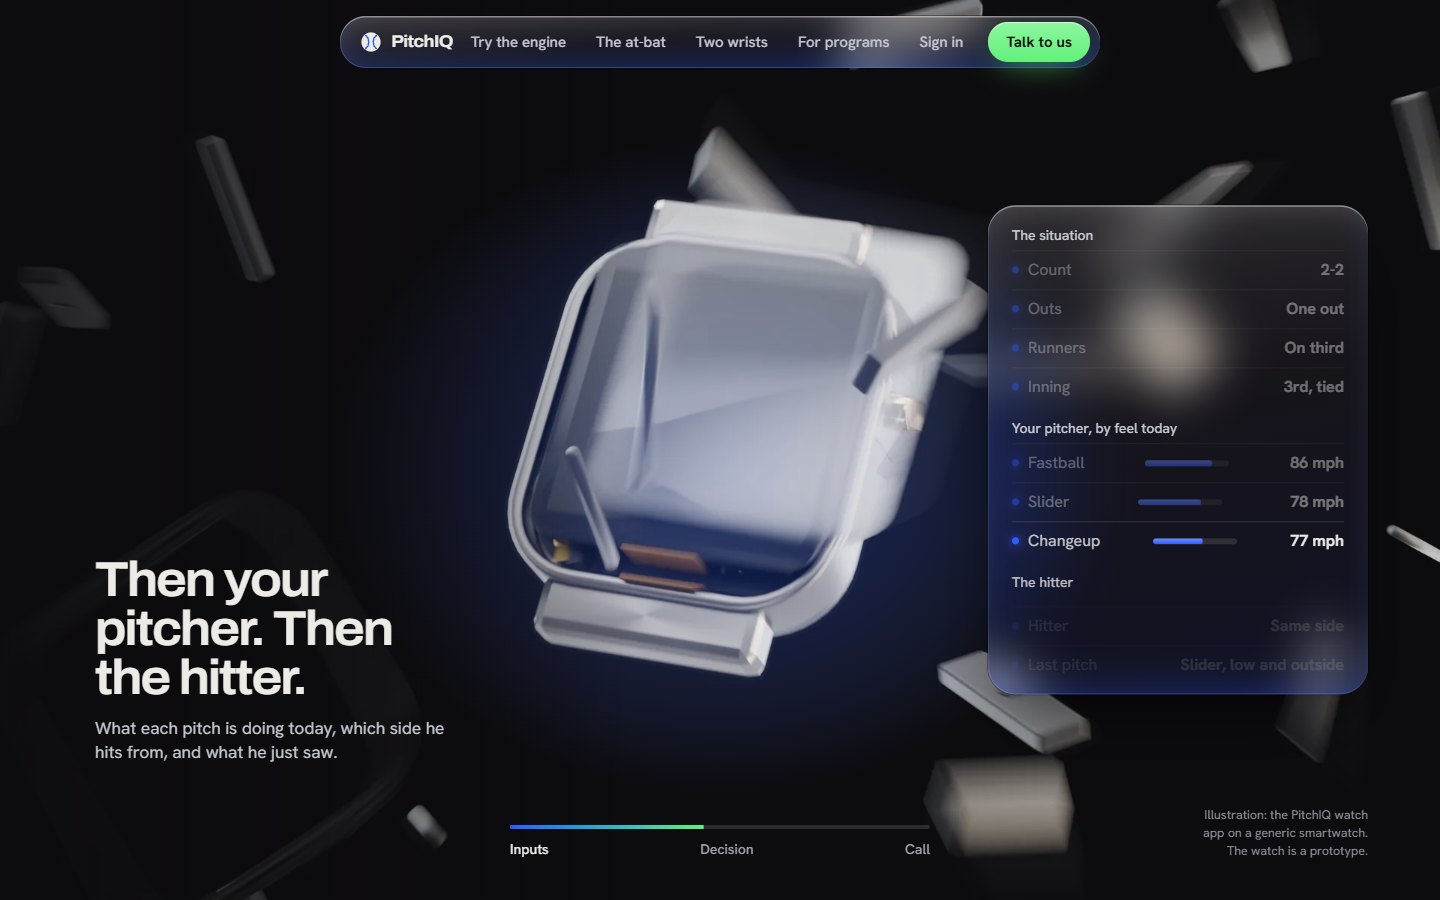 PitchIQ Try the engine The at-bat Two wrists For programs Sign in Talk to us
The situation
Count 2-2
Outs One out
Runners On third
Inning 3rd, tied
Your pitcher, by feel today
Fastball 86 mph
Slider 78 mph
Changeup 77 mph
The hitter
Hitter Same side
Last pitch Slider, low and outside
Then your
pitcher. Then
the hitter.
What each pitch is doing today, which side he
hits from, and what he just saw.
Inputs Decision Call
Illustration: the PitchIQ watch
app on a generic smartwatch.
The watch is a prototype.